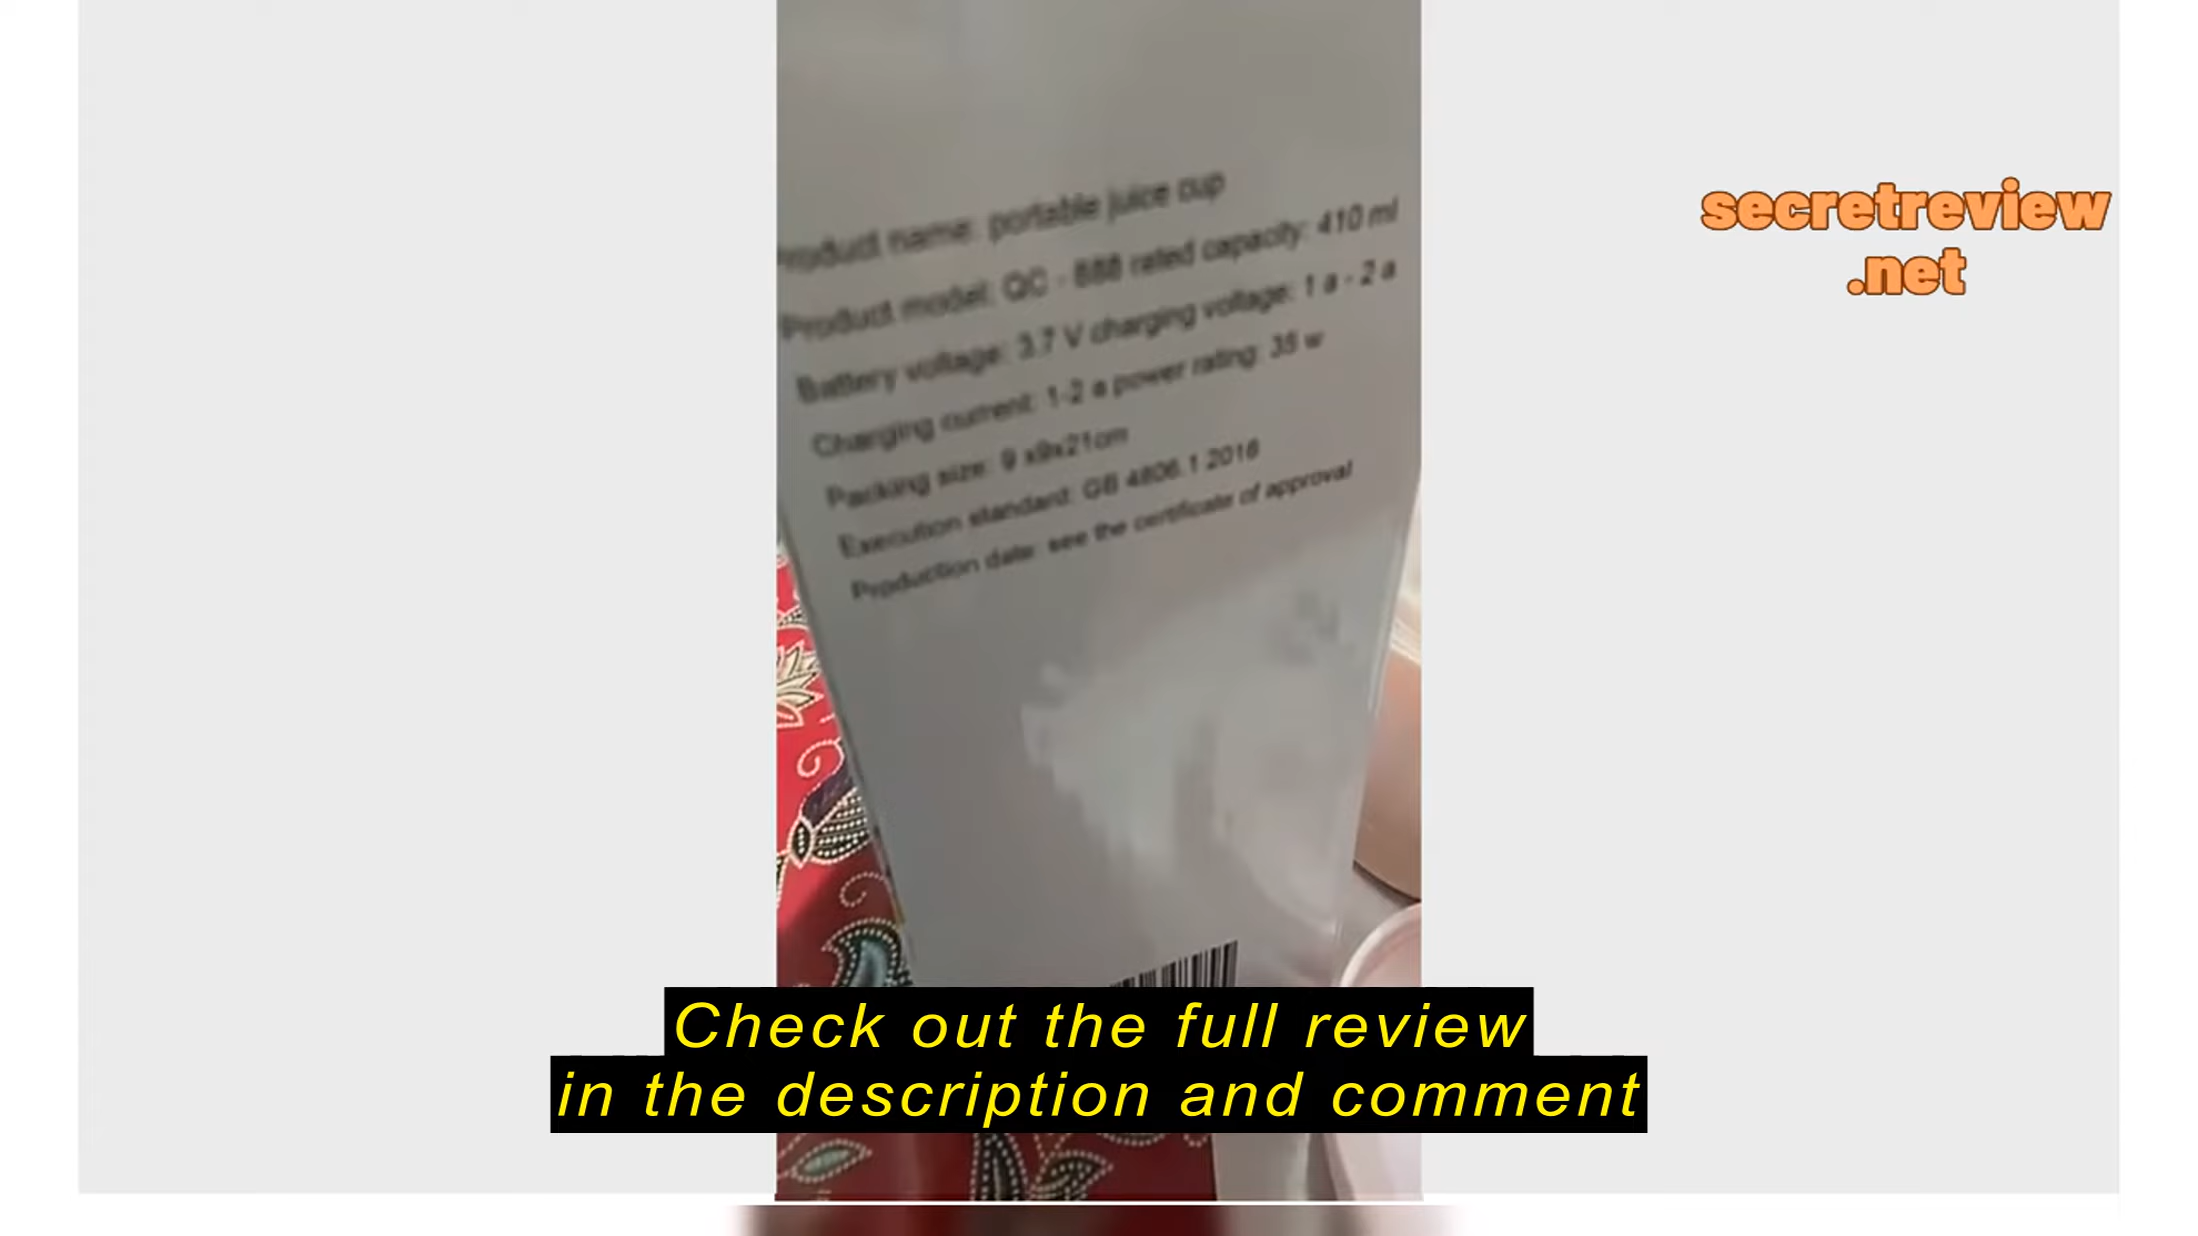 Product name: portable juice cup
Product model: QC - 888 rated capacity: 410 ml
Battery voltage: 3.7 V charging voltage: 1 a - 2 a
Charging current: 1-2 a power rating: 35 w
Packing size: 9 x9x21cm
Execution standard: GB 4806.1 2016
Production date: see the certificate of approval
secretreview
.net
Check out the full review
in the description and comment